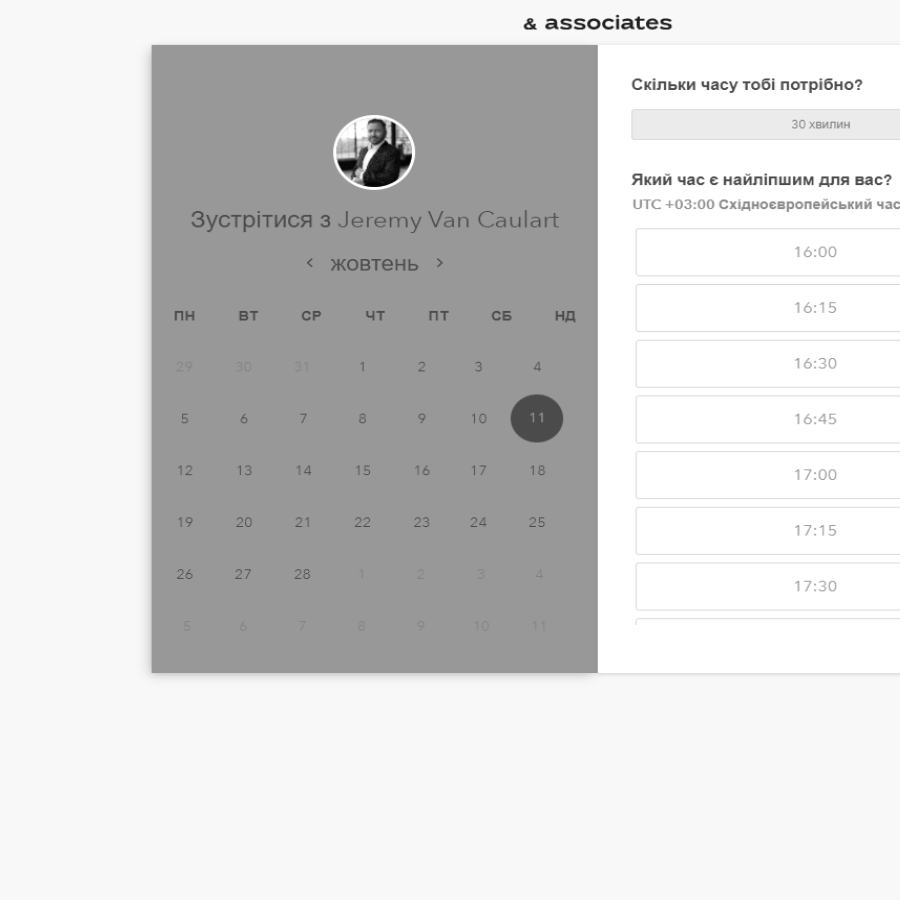 & associates
Зустрітися з Jeremy Van Caulart
‹ жовтень ›
ПН ВТ СР ЧТ ПТ СБ НД
29 30 31 1 2 3 4
5 6 7 8 9 10 11
12 13 14 15 16 17 18
19 20 21 22 23 24 25
26 27 28 1 2 3 4
5 6 7 8 9 10 11
Скільки часу тобі потрібно?
30 хвилин
Який час є найліпшим для вас?
UTC +03:00 Східноєвропейський час
16:00
16:15
16:30
16:45
17:00
17:15
17:30